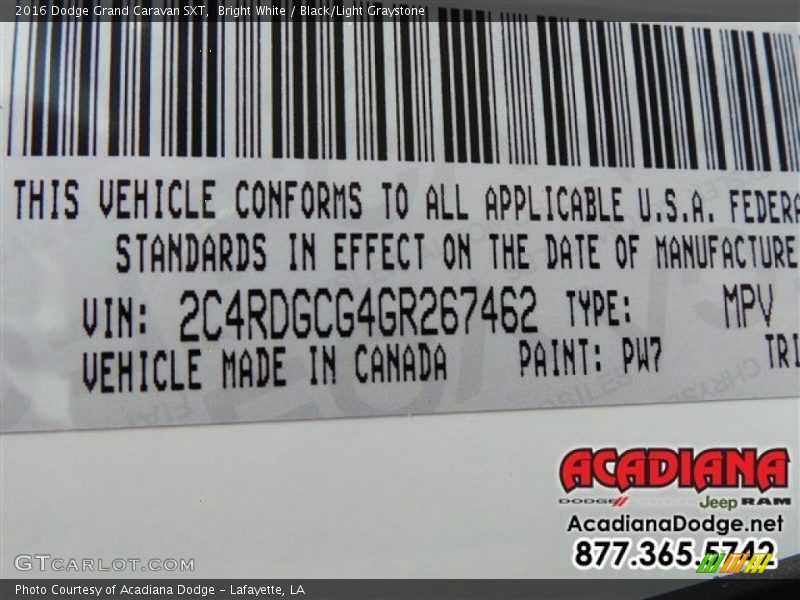 2016 Dodge Grand Caravan SXT, Bright White / Black/Light Graystone
THIS VEHICLE CONFORMS TO ALL APPLICABLE U.S.A. FEDERA
STANDARDS IN EFFECT ON THE DATE OF MANUFACTURE
VIN: 2C4RDGCG4GR267462 TYPE: MPV
VEHICLE MADE IN CANADA PAINT: PW7 TRI
ACADIANA
DODGE Jeep RAM
AcadianaDodge.net
877.365.5742
GTCARLOT.COM
Photo Courtesy of Acadiana Dodge - Lafayette, LA